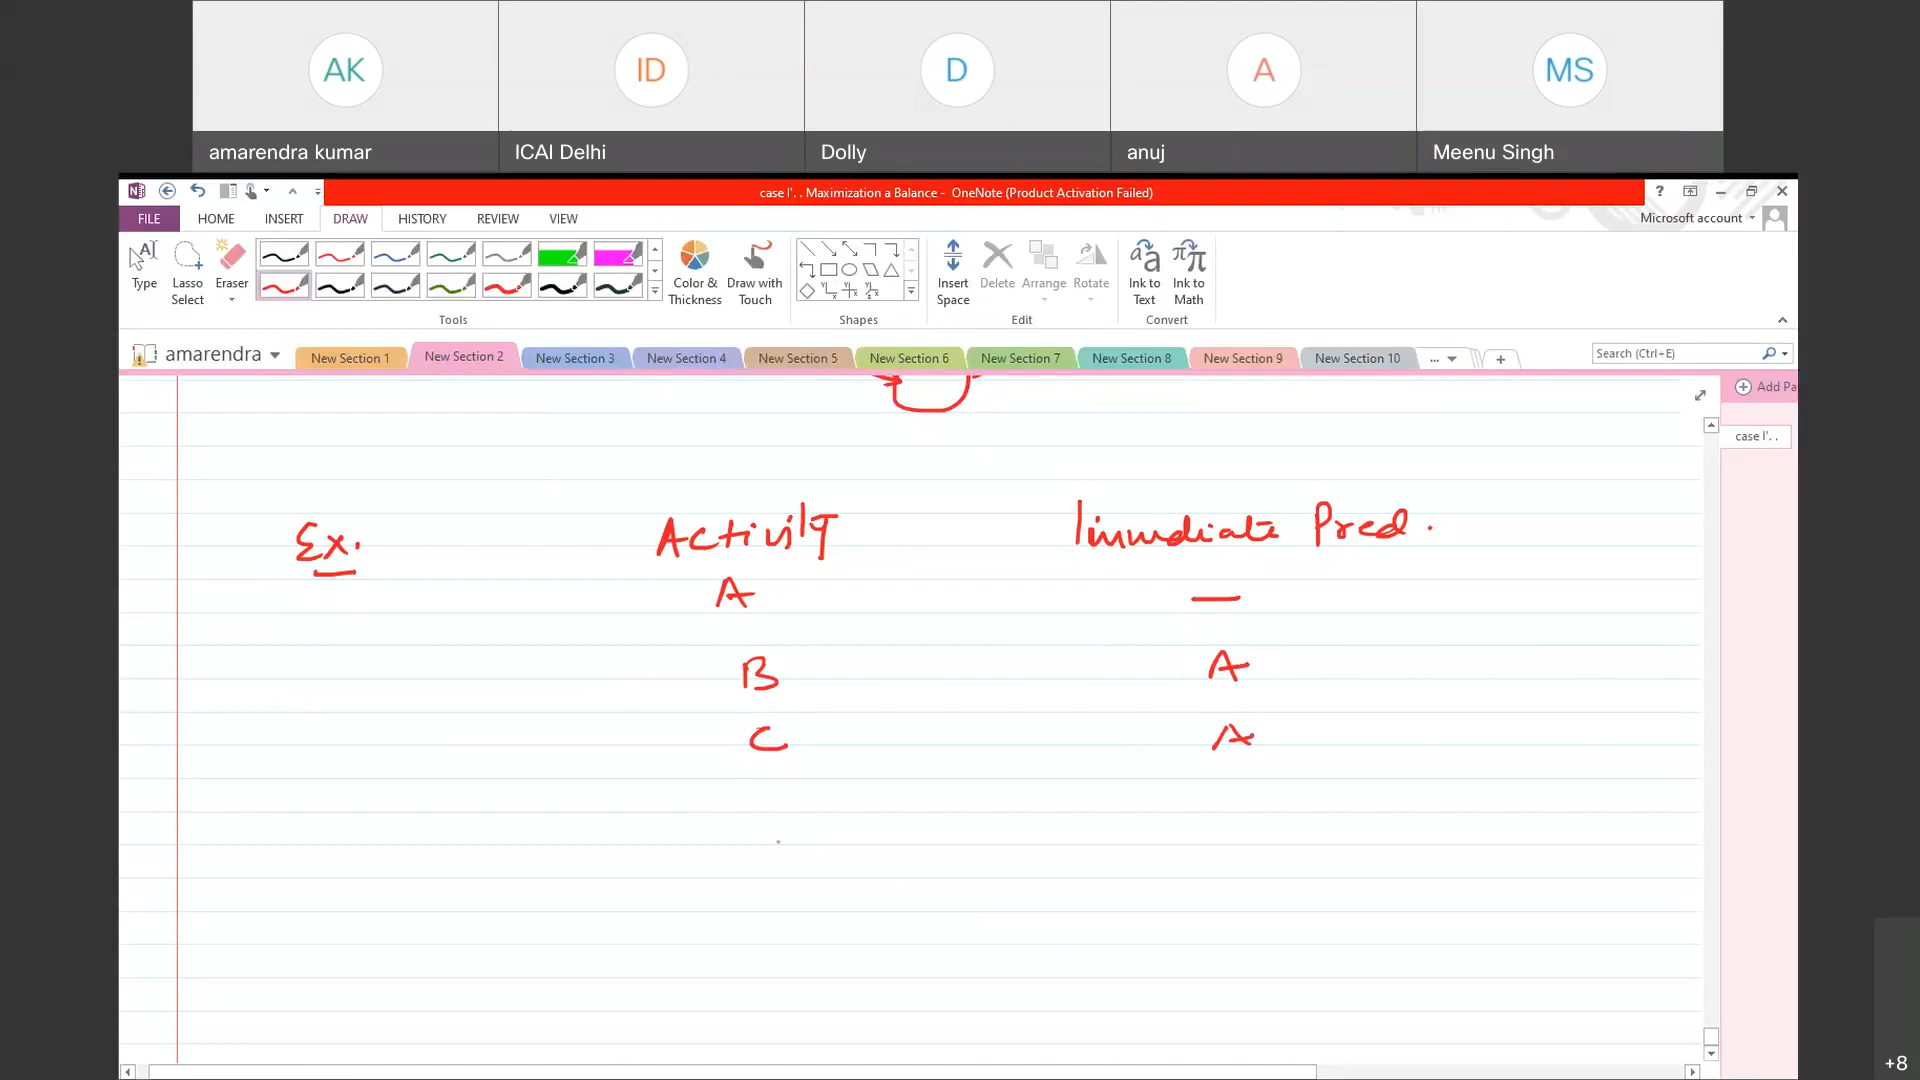 AK ID D A MS
amarendra kumar ICAI Delhi Dolly anuj Meenu Singh
case I'. . Maximization a Balance - OneNote (Product Activation Failed) ?
FILE HOME INSERT DRAW HISTORY REVIEW VIEW Microsoft account
Type Lasso Select Eraser Color & Thickness Draw with Touch Insert Space Delete Arrange Rotate Ink to Text Ink to Math
Tools Shapes Edit Convert
amarendra New Section 1 New Section 2 New Section 3 New Section 4 New Section 5 New Section 6 New Section 7 New Section 8 New Section 9 New Section 10 ... Search (Ctrl+E)
Add Pa
case I'. .
Ex. Activity Immediate Pred.
A —
B A
C A
+8